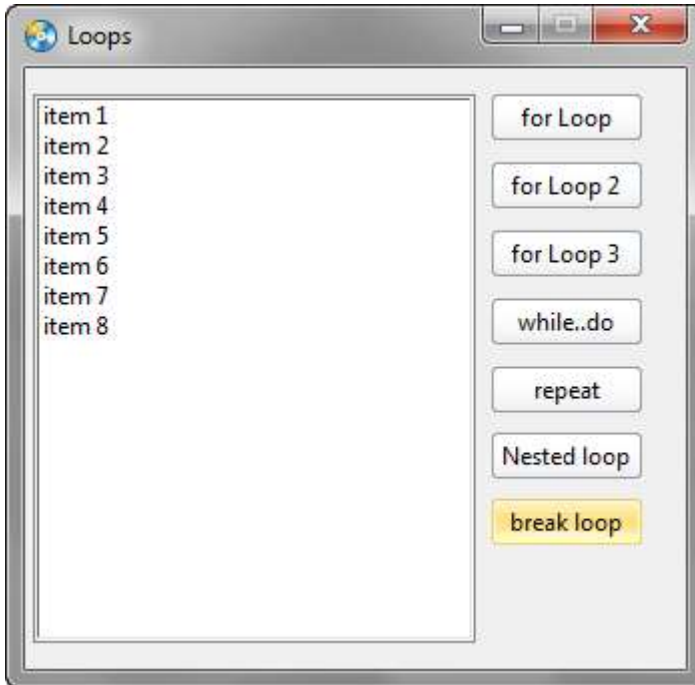 Loops
item 1
item 2
item 3
item 4
item 5
item 6
item 7
item 8
for Loop
for Loop 2
for Loop 3
while..do
repeat
Nested loop
break loop